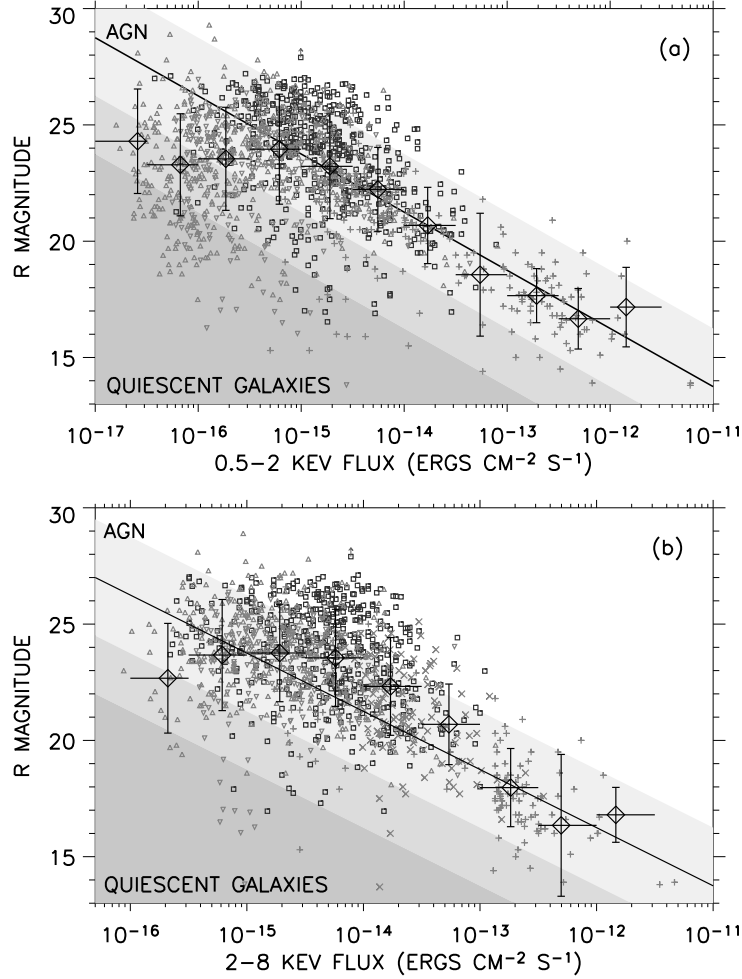 30
AGN
(a)
25
20
15
R MAGNITUDE
QUIESCENT GALAXIES
10−17 10−16 10−15 10−14 10−13 10−12 10−11
0.5−2 KEV FLUX (ERGS CM−2 S−1)
30
AGN
(b)
25
20
15
R MAGNITUDE
QUIESCENT GALAXIES
10−16 10−15 10−14 10−13 10−12 10−11
2−8 KEV FLUX (ERGS CM−2 S−1)